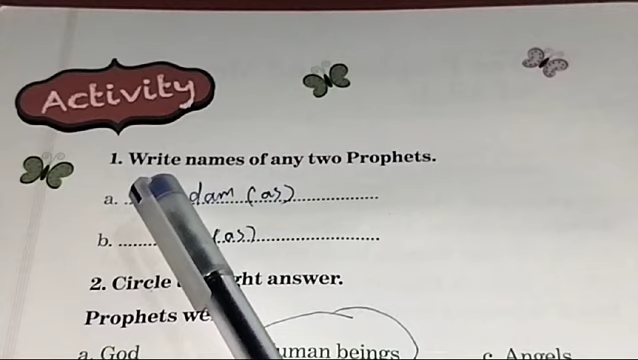 Activity
1. Write names of any two Prophets.
a. dam (as)
b. (as)
2. Circle ght answer.
Prophets we
a. God uman beings c. Angels